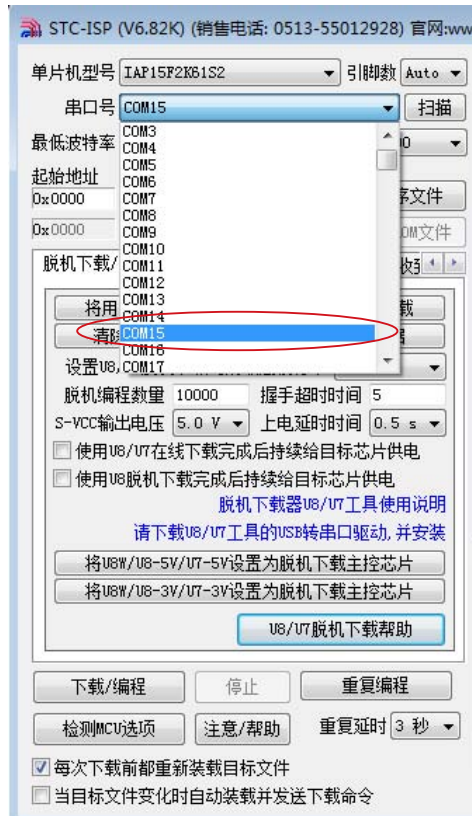 STC-ISP (V6.82K) (销售电话: 0513-55012928) 官网:ww
单片机型号 IAP15F2K61S2 引脚数 Auto
串口号 COM15 扫描
最低波特率 COM3
COM4
起始地址 COM5
COM6
0x0000 COM7 序文件
COM8
0x0000 COM9 OM文件
COM10
脱机下载/ COM11
COM12
将用 COM13 载
COM14
清除 COM15
COM16
设置U8, COM17
脱机编程数量 10000 握手超时时间 5
S-VCC输出电压 5.0 V 上电延时时间 0.5 s
使用U8/U7在线下载完成后持续给目标芯片供电
使用U8脱机下载完成后持续给目标芯片供电
脱机下载器U8/U7工具使用说明
请下载U8/U7工具的USB转串口驱动,并安装
将U8W/U8-5V/U7-5V设置为脱机下载主控芯片
将U8W/U8-3V/U7-3V设置为脱机下载主控芯片
U8/U7脱机下载帮助
下载/编程 停止 重复编程
检测MCU选项 注意/帮助 重复延时 3 秒
每次下载前都重新装载目标文件
当目标文件变化时自动装载并发送下载命令